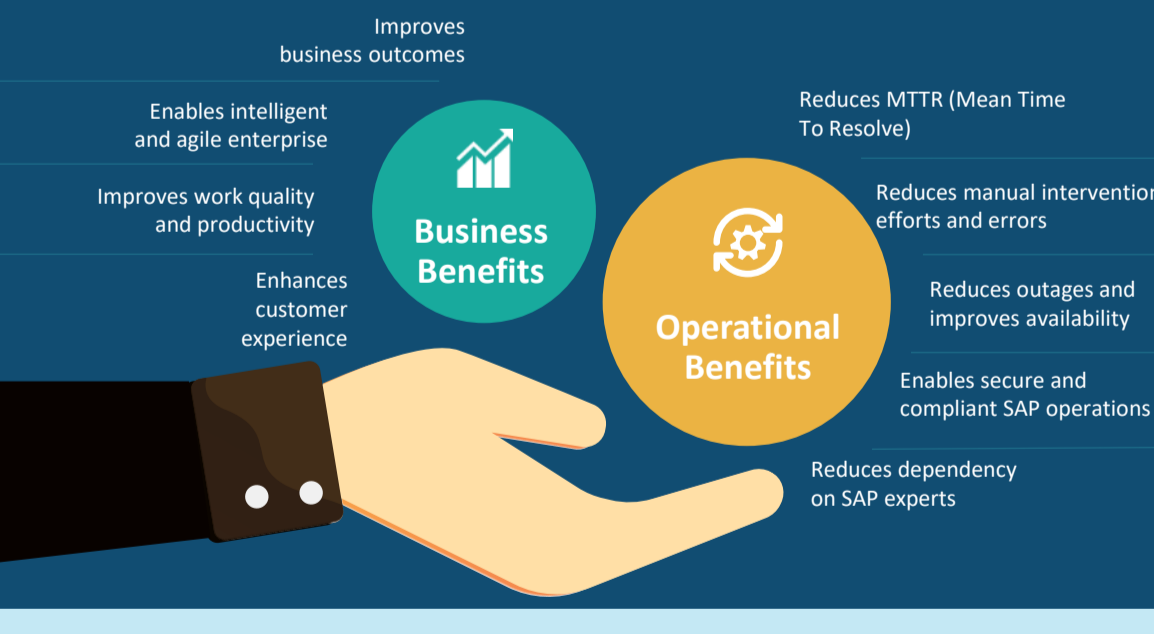 Improves
business outcomes
Enables intelligent
and agile enterprise
Improves work quality
and productivity
Enhances
customer
experience
Business
Benefits
Operational
Benefits
Reduces MTTR (Mean Time
To Resolve)
Reduces manual intervention
efforts and errors
Reduces outages and
improves availability
Enables secure and
compliant SAP operations
Reduces dependency
on SAP experts